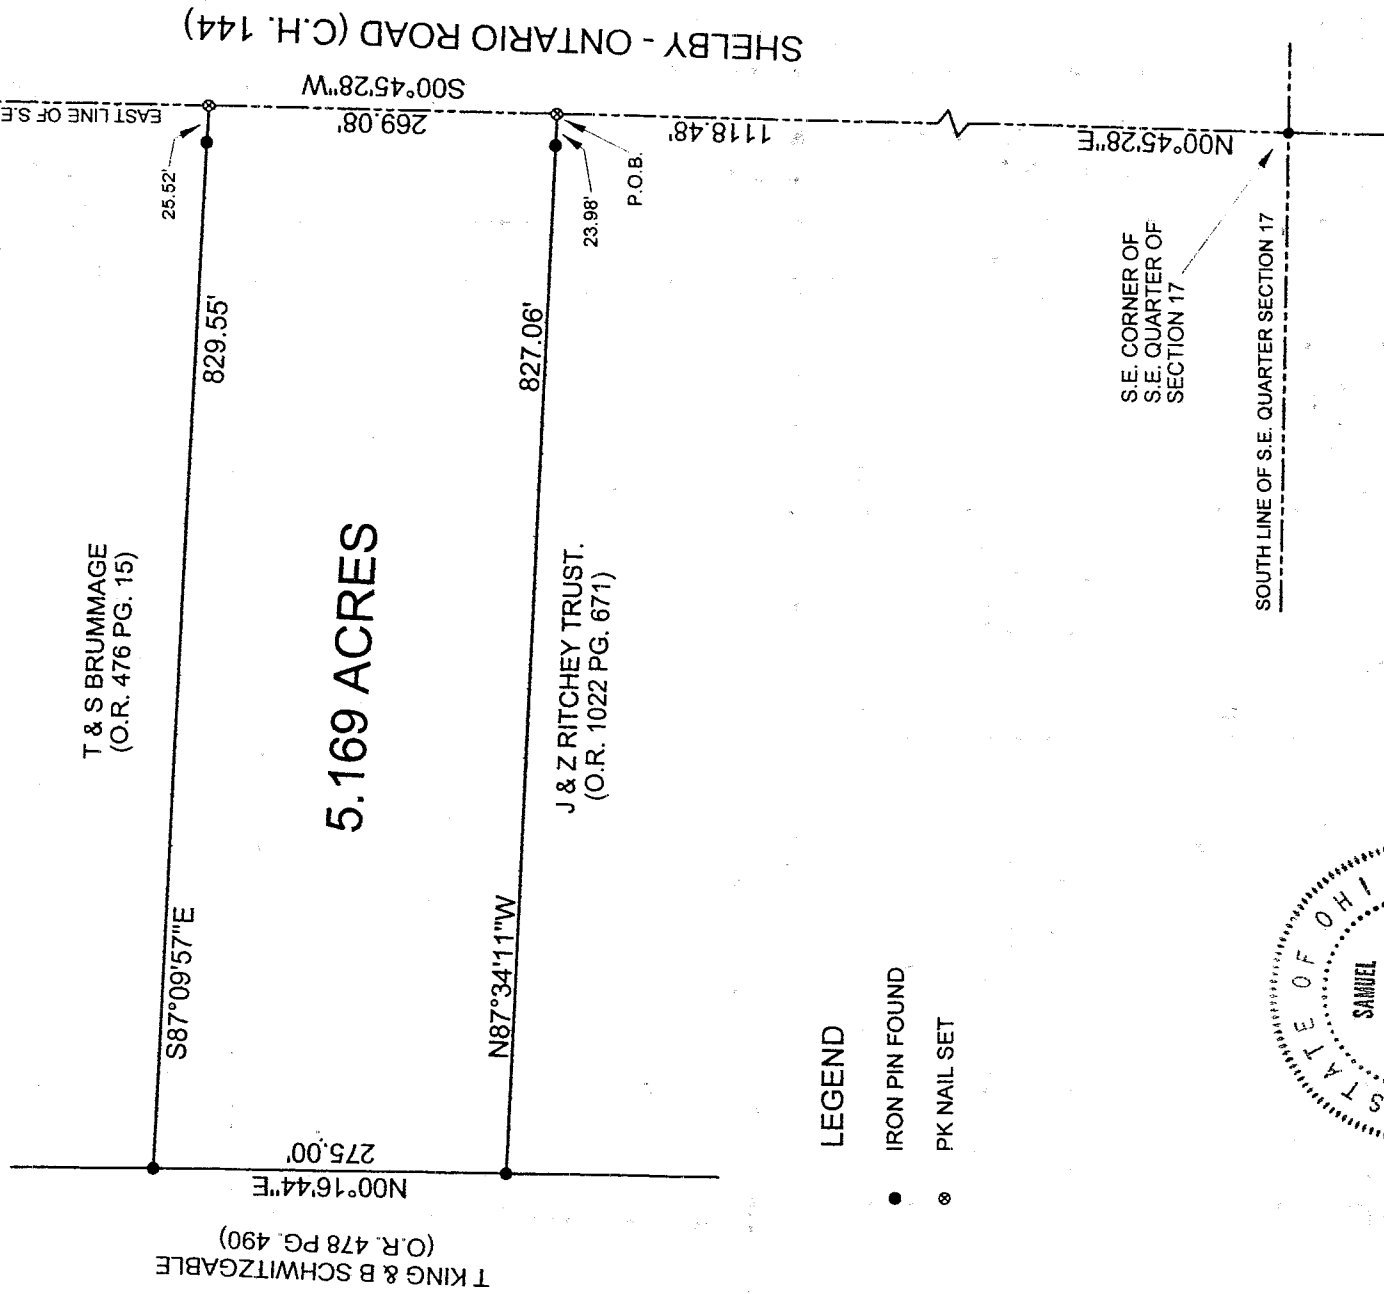 SHELBY - ONTARIO ROAD (C.H. 144)
EAST LINE OF S.E
S00°45'28"W
269.08'
25.52'
23.98'
P.O.B.
1118.48'
N00°45'28"E
829.55'
827.06'
S.E. CORNER OF
S.E. QUARTER OF
SECTION 17
SOUTH LINE OF S.E. QUARTER SECTION 17
T & S BRUMMAGE
(O.R. 476 PG. 15)
5.169 ACRES
J & Z RITCHEY TRUST.
(O.R. 1022 PG. 671)
S87°09'57"E
N87°34'11"W
275.00'
N00°16'44"E
T KING & B SCHWITZGABLE
(O.R. 478 PG. 490)
LEGEND
IRON PIN FOUND
PK NAIL SET
STATE OF OHI
SAMUEL